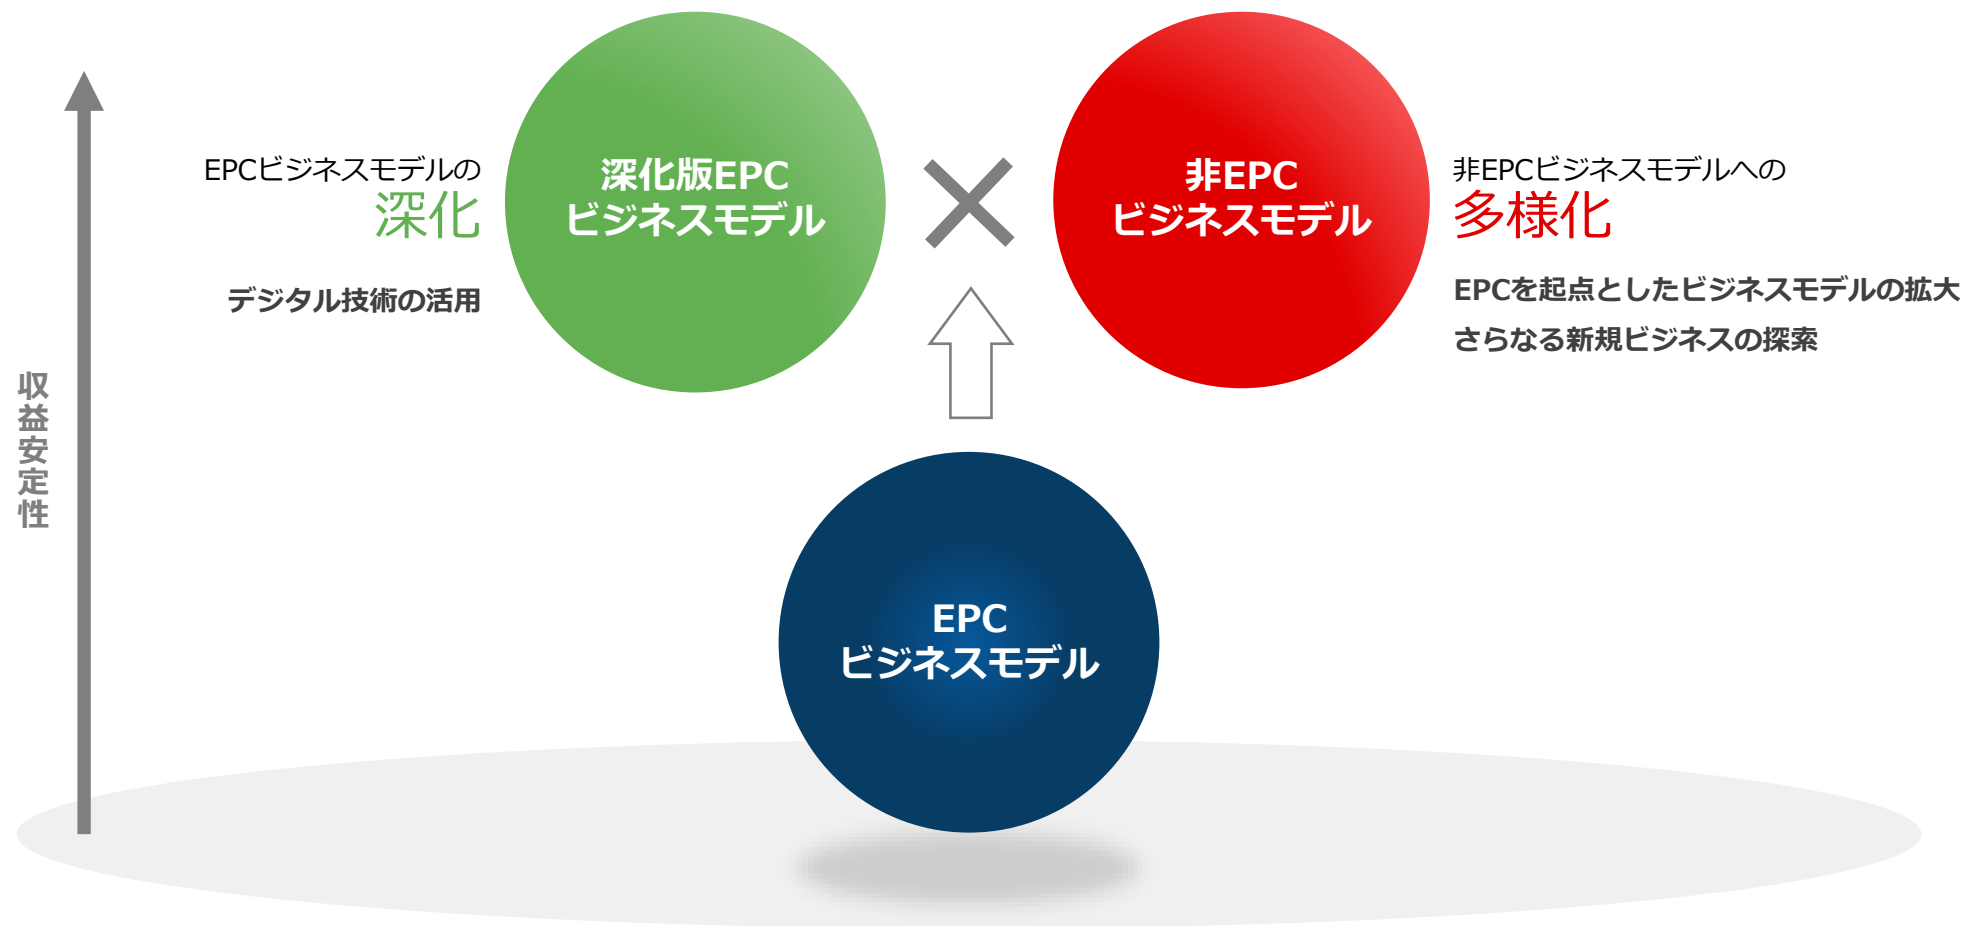 EPCビジネスモデルの
深化
デジタル技術の活用
深化版EPC
ビジネスモデル
非EPC
ビジネスモデル
非EPCビジネスモデルへの
多様化
EPCを起点としたビジネスモデルの拡大
さらなる新規ビジネスの探索
収益安定性
EPC
ビジネスモデル